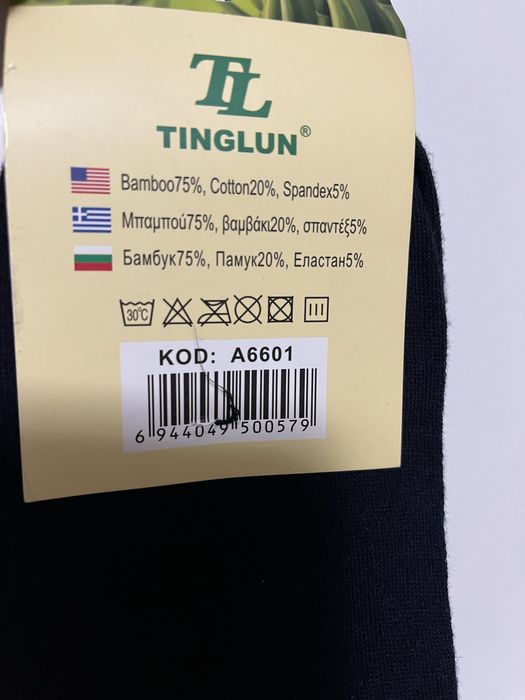 TL
TINGLUN®
Bamboo75%, Cotton20%, Spandex5%
Μπαμπού75%, βαμβάκι20%, σπαντέξ5%
Бамбук75%, Памук20%, Еластан5%
30°C
KOD: A6601
6 944049 500579